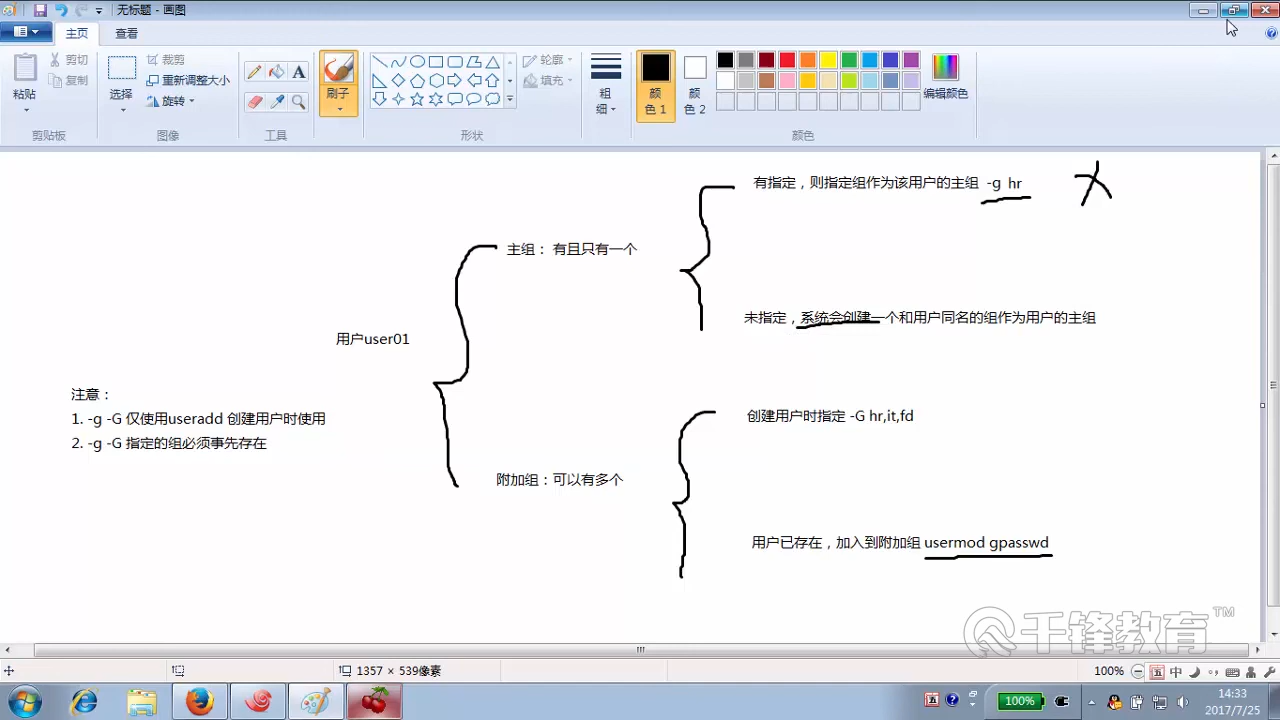 无标题 - 画图
主页
查看
粘贴
剪切
复制
剪贴板
选择
裁剪
重新调整大小
旋转
图像
A
工具
刷子
轮廓
填充
形状
粗
细
颜
色 1
颜
色 2
编辑颜色
颜色
有指定，则指定组作为该用户的主组 -g hr
主组： 有且只有一个
未指定，系统会创建一个和用户同名的组作为用户的主组
用户user01
注意：
1. -g -G 仅使用useradd 创建用户时使用
2. -g -G 指定的组必须事先存在
创建用户时指定 -G hr,it,fd
附加组：可以有多个
用户已存在，加入到附加组 usermod gpasswd
千锋教育 TM
1357 × 539像素
100%
五 中
100%
14:33
2017/7/25